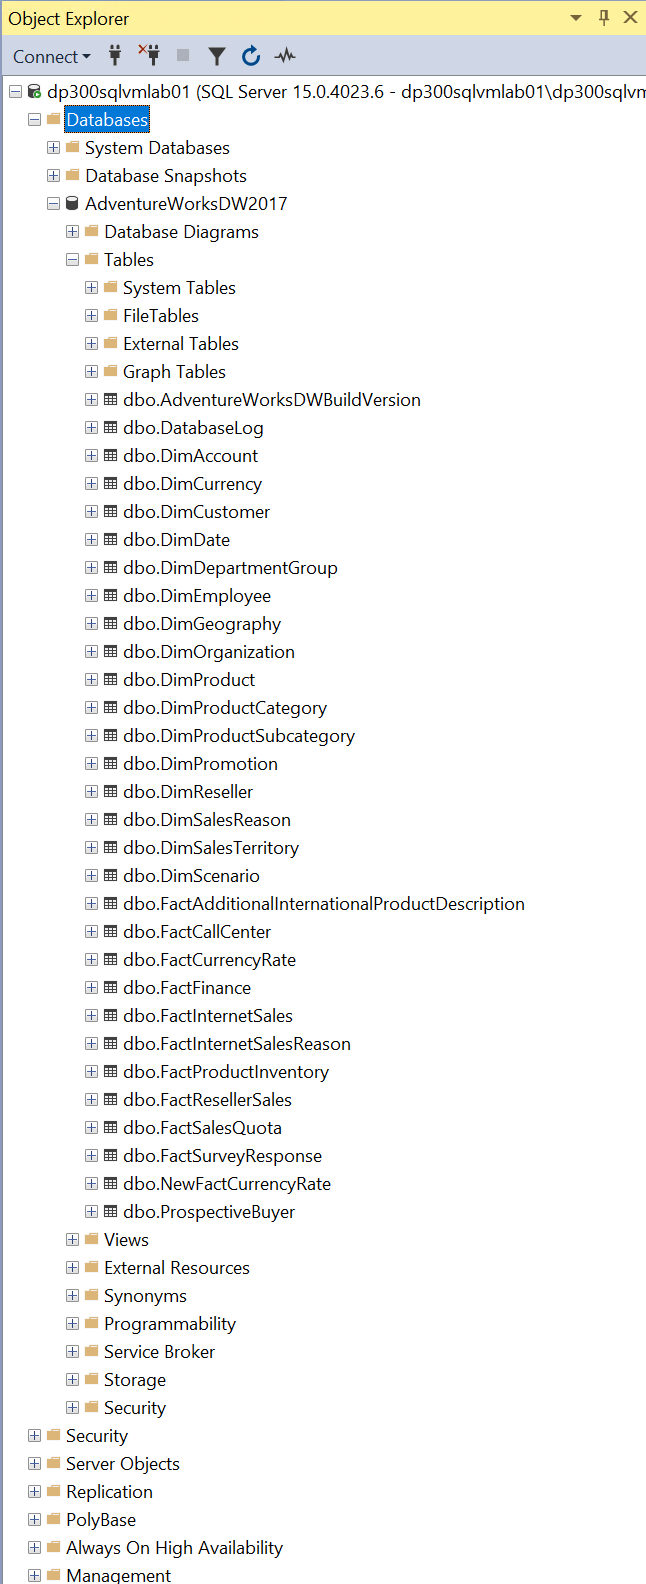 Object Explorer
Connect
dp300sqlvmlab01 (SQL Server 15.0.4023.6 - dp300sqlvmlab01\dp300sqlvm
Databases
System Databases
Database Snapshots
AdventureWorksDW2017
Database Diagrams
Tables
System Tables
FileTables
External Tables
Graph Tables
dbo.AdventureWorksDWBuildVersion
dbo.DatabaseLog
dbo.DimAccount
dbo.DimCurrency
dbo.DimCustomer
dbo.DimDate
dbo.DimDepartmentGroup
dbo.DimEmployee
dbo.DimGeography
dbo.DimOrganization
dbo.DimProduct
dbo.DimProductCategory
dbo.DimProductSubcategory
dbo.DimPromotion
dbo.DimReseller
dbo.DimSalesReason
dbo.DimSalesTerritory
dbo.DimScenario
dbo.FactAdditionalInternationalProductDescription
dbo.FactCallCenter
dbo.FactCurrencyRate
dbo.FactFinance
dbo.FactInternetSales
dbo.FactInternetSalesReason
dbo.FactProductInventory
dbo.FactResellerSales
dbo.FactSalesQuota
dbo.FactSurveyResponse
dbo.NewFactCurrencyRate
dbo.ProspectiveBuyer
Views
External Resources
Synonyms
Programmability
Service Broker
Storage
Security
Security
Server Objects
Replication
PolyBase
Always On High Availability
Management